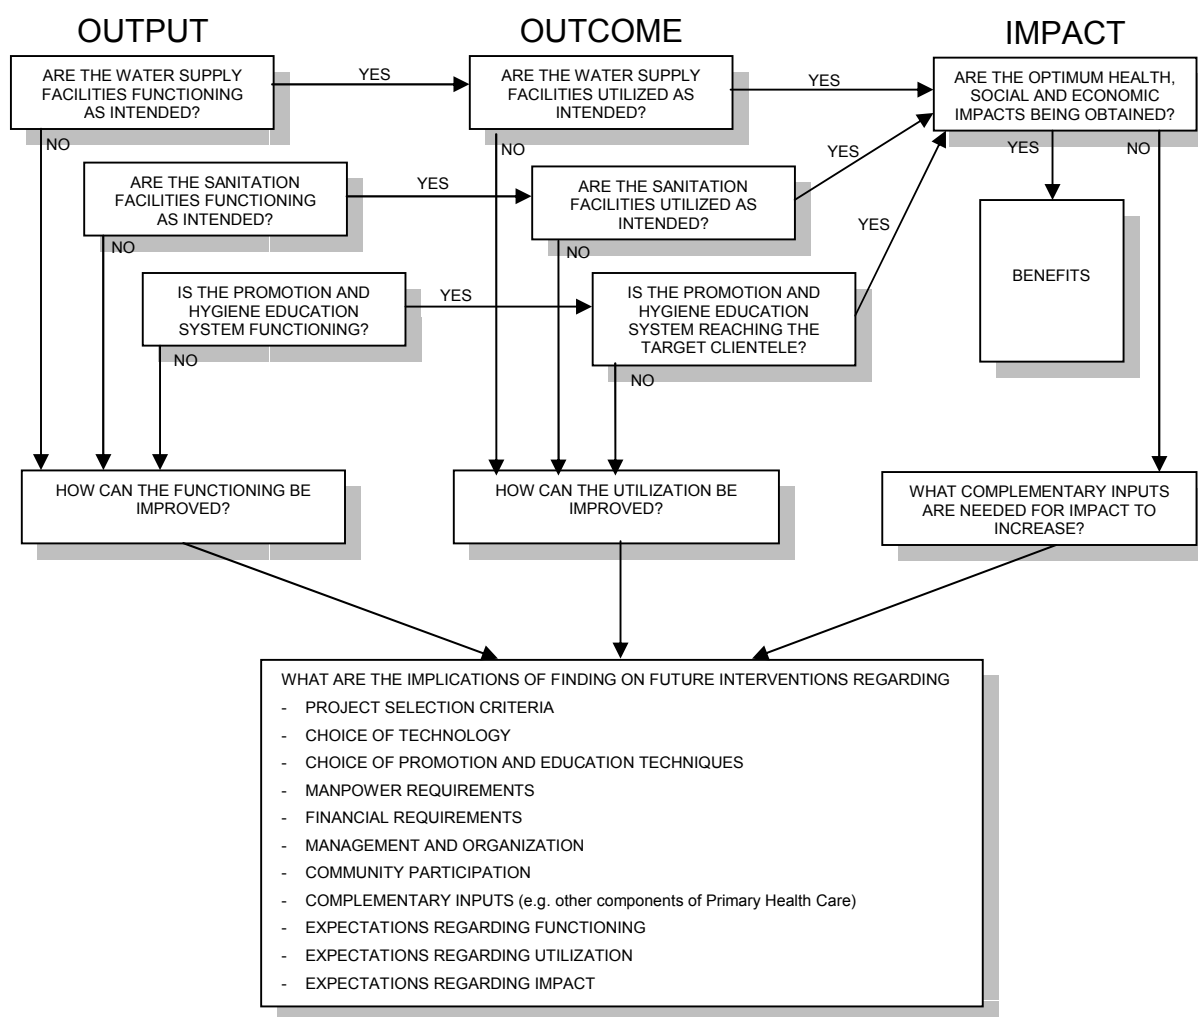 OUTPUT
OUTCOME
IMPACT
ARE THE WATER SUPPLY
FACILITIES FUNCTIONING
AS INTENDED?
YES
ARE THE WATER SUPPLY
FACILITIES UTILIZED AS
INTENDED?
YES
ARE THE OPTIMUM HEALTH,
SOCIAL AND ECONOMIC
IMPACTS BEING OBTAINED?
NO
NO
YES
YES
NO
ARE THE SANITATION
FACILITIES FUNCTIONING
AS INTENDED?
YES
ARE THE SANITATION
FACILITIES UTILIZED AS
INTENDED?
YES
NO
NO
BENEFITS
IS THE PROMOTION AND
HYGIENE EDUCATION
SYSTEM FUNCTIONING?
YES
IS THE PROMOTION AND
HYGIENE EDUCATION
SYSTEM REACHING THE
TARGET CLIENTELE?
NO
NO
HOW CAN THE FUNCTIONING BE
IMPROVED?
HOW CAN THE UTILIZATION BE
IMPROVED?
WHAT COMPLEMENTARY INPUTS
ARE NEEDED FOR IMPACT TO
INCREASE?
WHAT ARE THE IMPLICATIONS OF FINDING ON FUTURE INTERVENTIONS REGARDING
- PROJECT SELECTION CRITERIA
- CHOICE OF TECHNOLOGY
- CHOICE OF PROMOTION AND EDUCATION TECHNIQUES
- MANPOWER REQUIREMENTS
- FINANCIAL REQUIREMENTS
- MANAGEMENT AND ORGANIZATION
- COMMUNITY PARTICIPATION
- COMPLEMENTARY INPUTS (e.g. other components of Primary Health Care)
- EXPECTATIONS REGARDING FUNCTIONING
- EXPECTATIONS REGARDING UTILIZATION
- EXPECTATIONS REGARDING IMPACT